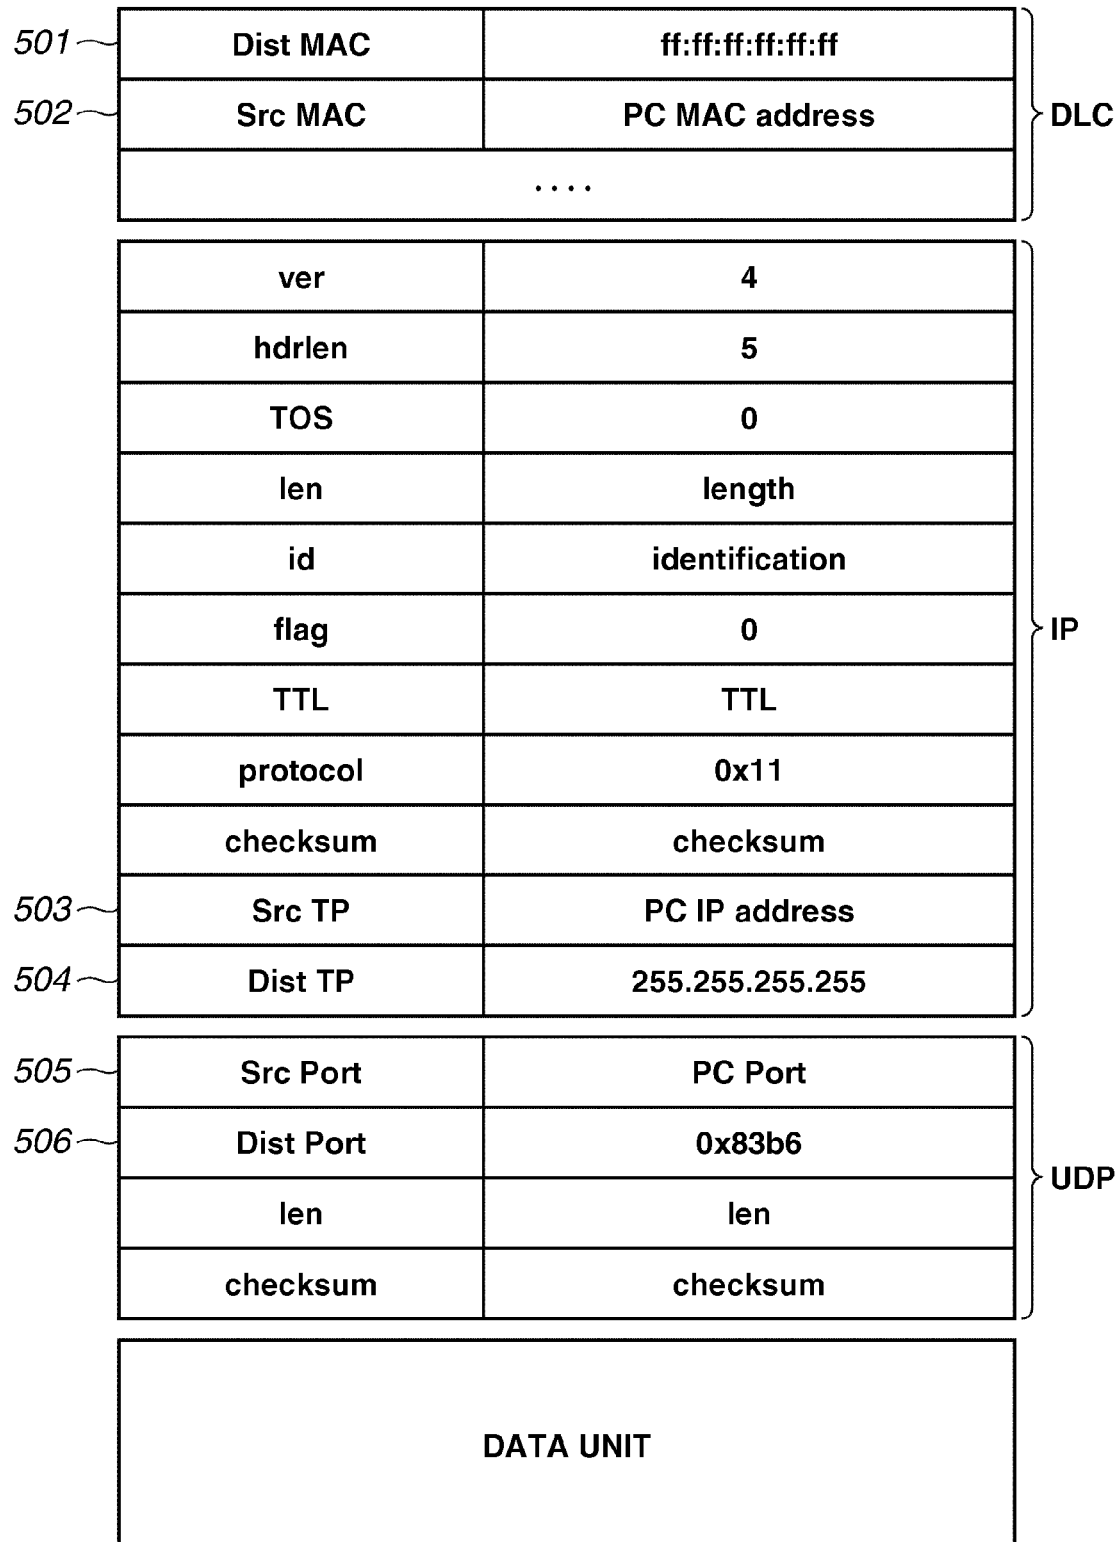 501 Dist MAC ff:ff:ff:ff:ff:ff
502 Src MAC PC MAC address DLC
....
ver 4
hdrlen 5
TOS 0
len length
id identification
flag 0 IP
TTL TTL
protocol 0x11
checksum checksum
503 Src TP PC IP address
504 Dist TP 255.255.255.255
505 Src Port PC Port
506 Dist Port 0x83b6
UDP
len len
checksum checksum
DATA UNIT